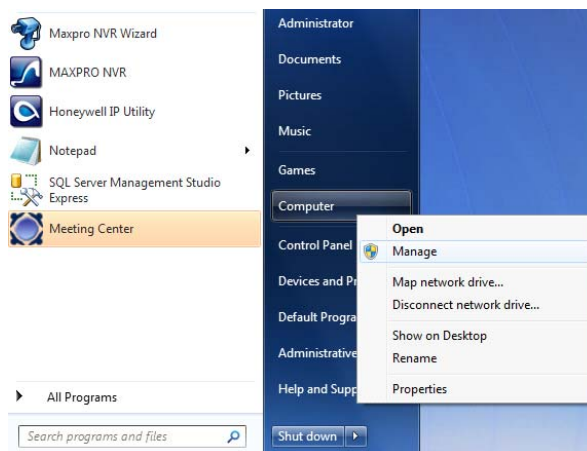 Maxpro NVR Wizard
MAXPRO NVR
Honeywell IP Utility
Notepad
SQL Server Management Studio
Express
Meeting Center
All Programs
Search programs and files
Administrator
Documents
Pictures
Music
Games
Computer
Control Panel
Devices and Pr
Default Progra
Administrative
Help and Supp
Shut down
Open
Manage
Map network drive...
Disconnect network drive...
Show on Desktop
Rename
Properties